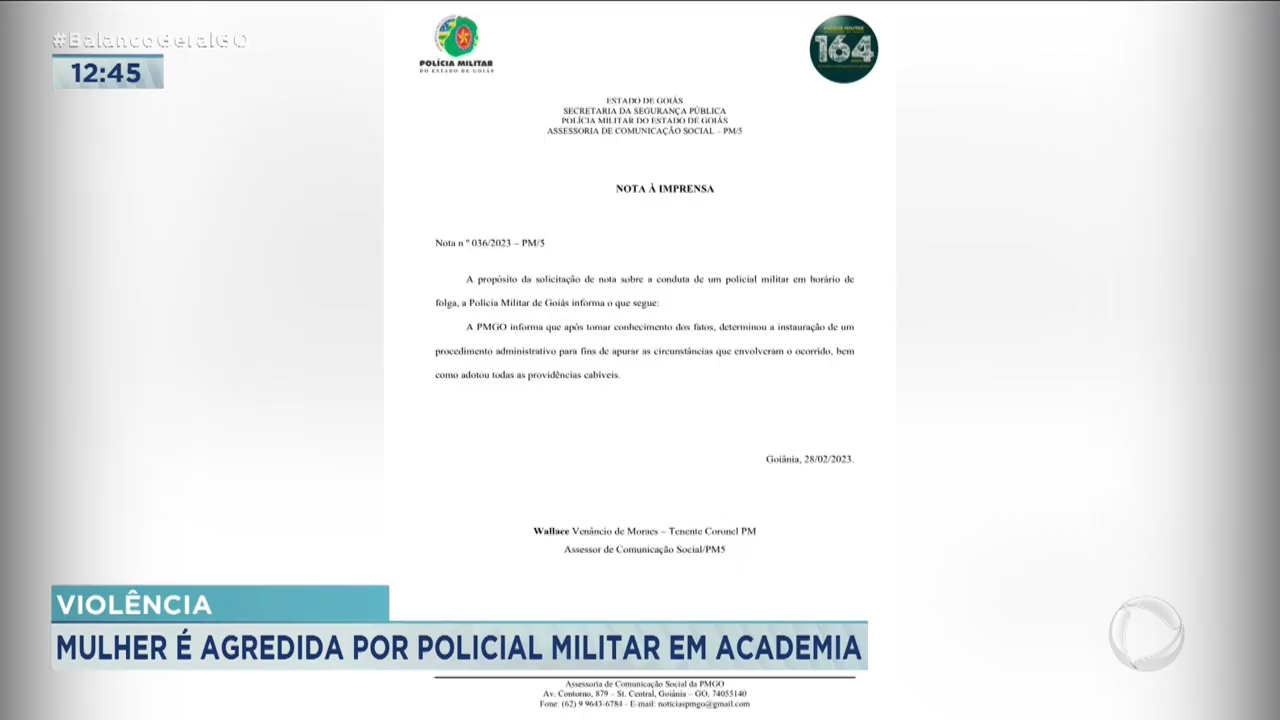 #BalancoGeralGO
12:45
POLÍCIA MILITAR
DO ESTADO DE GOIÁS
164
ESTADO DE GOIÁS
SECRETARIA DA SEGURANÇA PÚBLICA
POLÍCIA MILITAR DO ESTADO DE GOIÁS
ASSESSORIA DE COMUNICAÇÃO SOCIAL – PM/5
NOTA À IMPRENSA
Nota n º 036/2023 – PM/5
A propósito da solicitação de nota sobre a conduta de um policial militar em horário de
folga, a Polícia Militar de Goiás informa o que segue:
A PMGO informa que após tomar conhecimento dos fatos, determinou a instauração de um
procedimento administrativo para fins de apurar as circunstâncias que envolveram o ocorrido, bem
como adotou todas as providências cabíveis.
Goiânia, 28/02/2023.
Wallace Venâncio de Moraes – Tenente Coronel PM
Assessor de Comunicação Social/PM5
VIOLÊNCIA
MULHER É AGREDIDA POR POLICIAL MILITAR EM ACADEMIA
Assessoria de Comunicação Social da PMGO
Av. Contorno, 879 – St. Central, Goiânia – GO, 74055140
Fone: (62) 9 9643-6784 - E-mail: noticiaspmgo@gmail.com